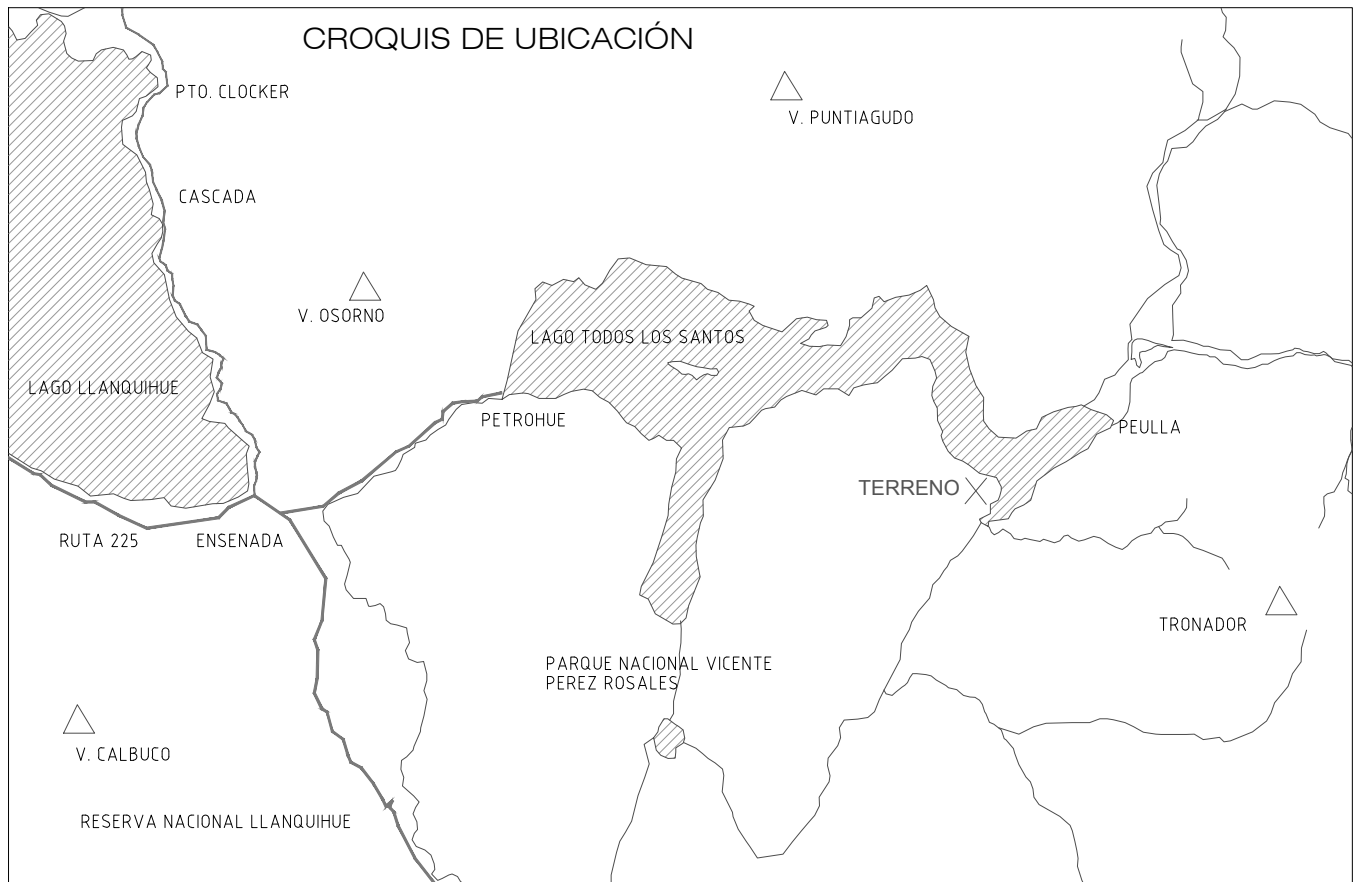 CROQUIS DE UBICACIÓN
PTO. CLOCKER
V. PUNTIAGUDO
CASCADA
V. OSORNO
LAGO TODOS LOS SANTOS
LAGO LLANQUIHUE
PETROHUE
PEULLA
TERRENO
RUTA 225
ENSENADA
TRONADOR
PARQUE NACIONAL VICENTE
PEREZ ROSALES
V. CALBUCO
RESERVA NACIONAL LLANQUIHUE